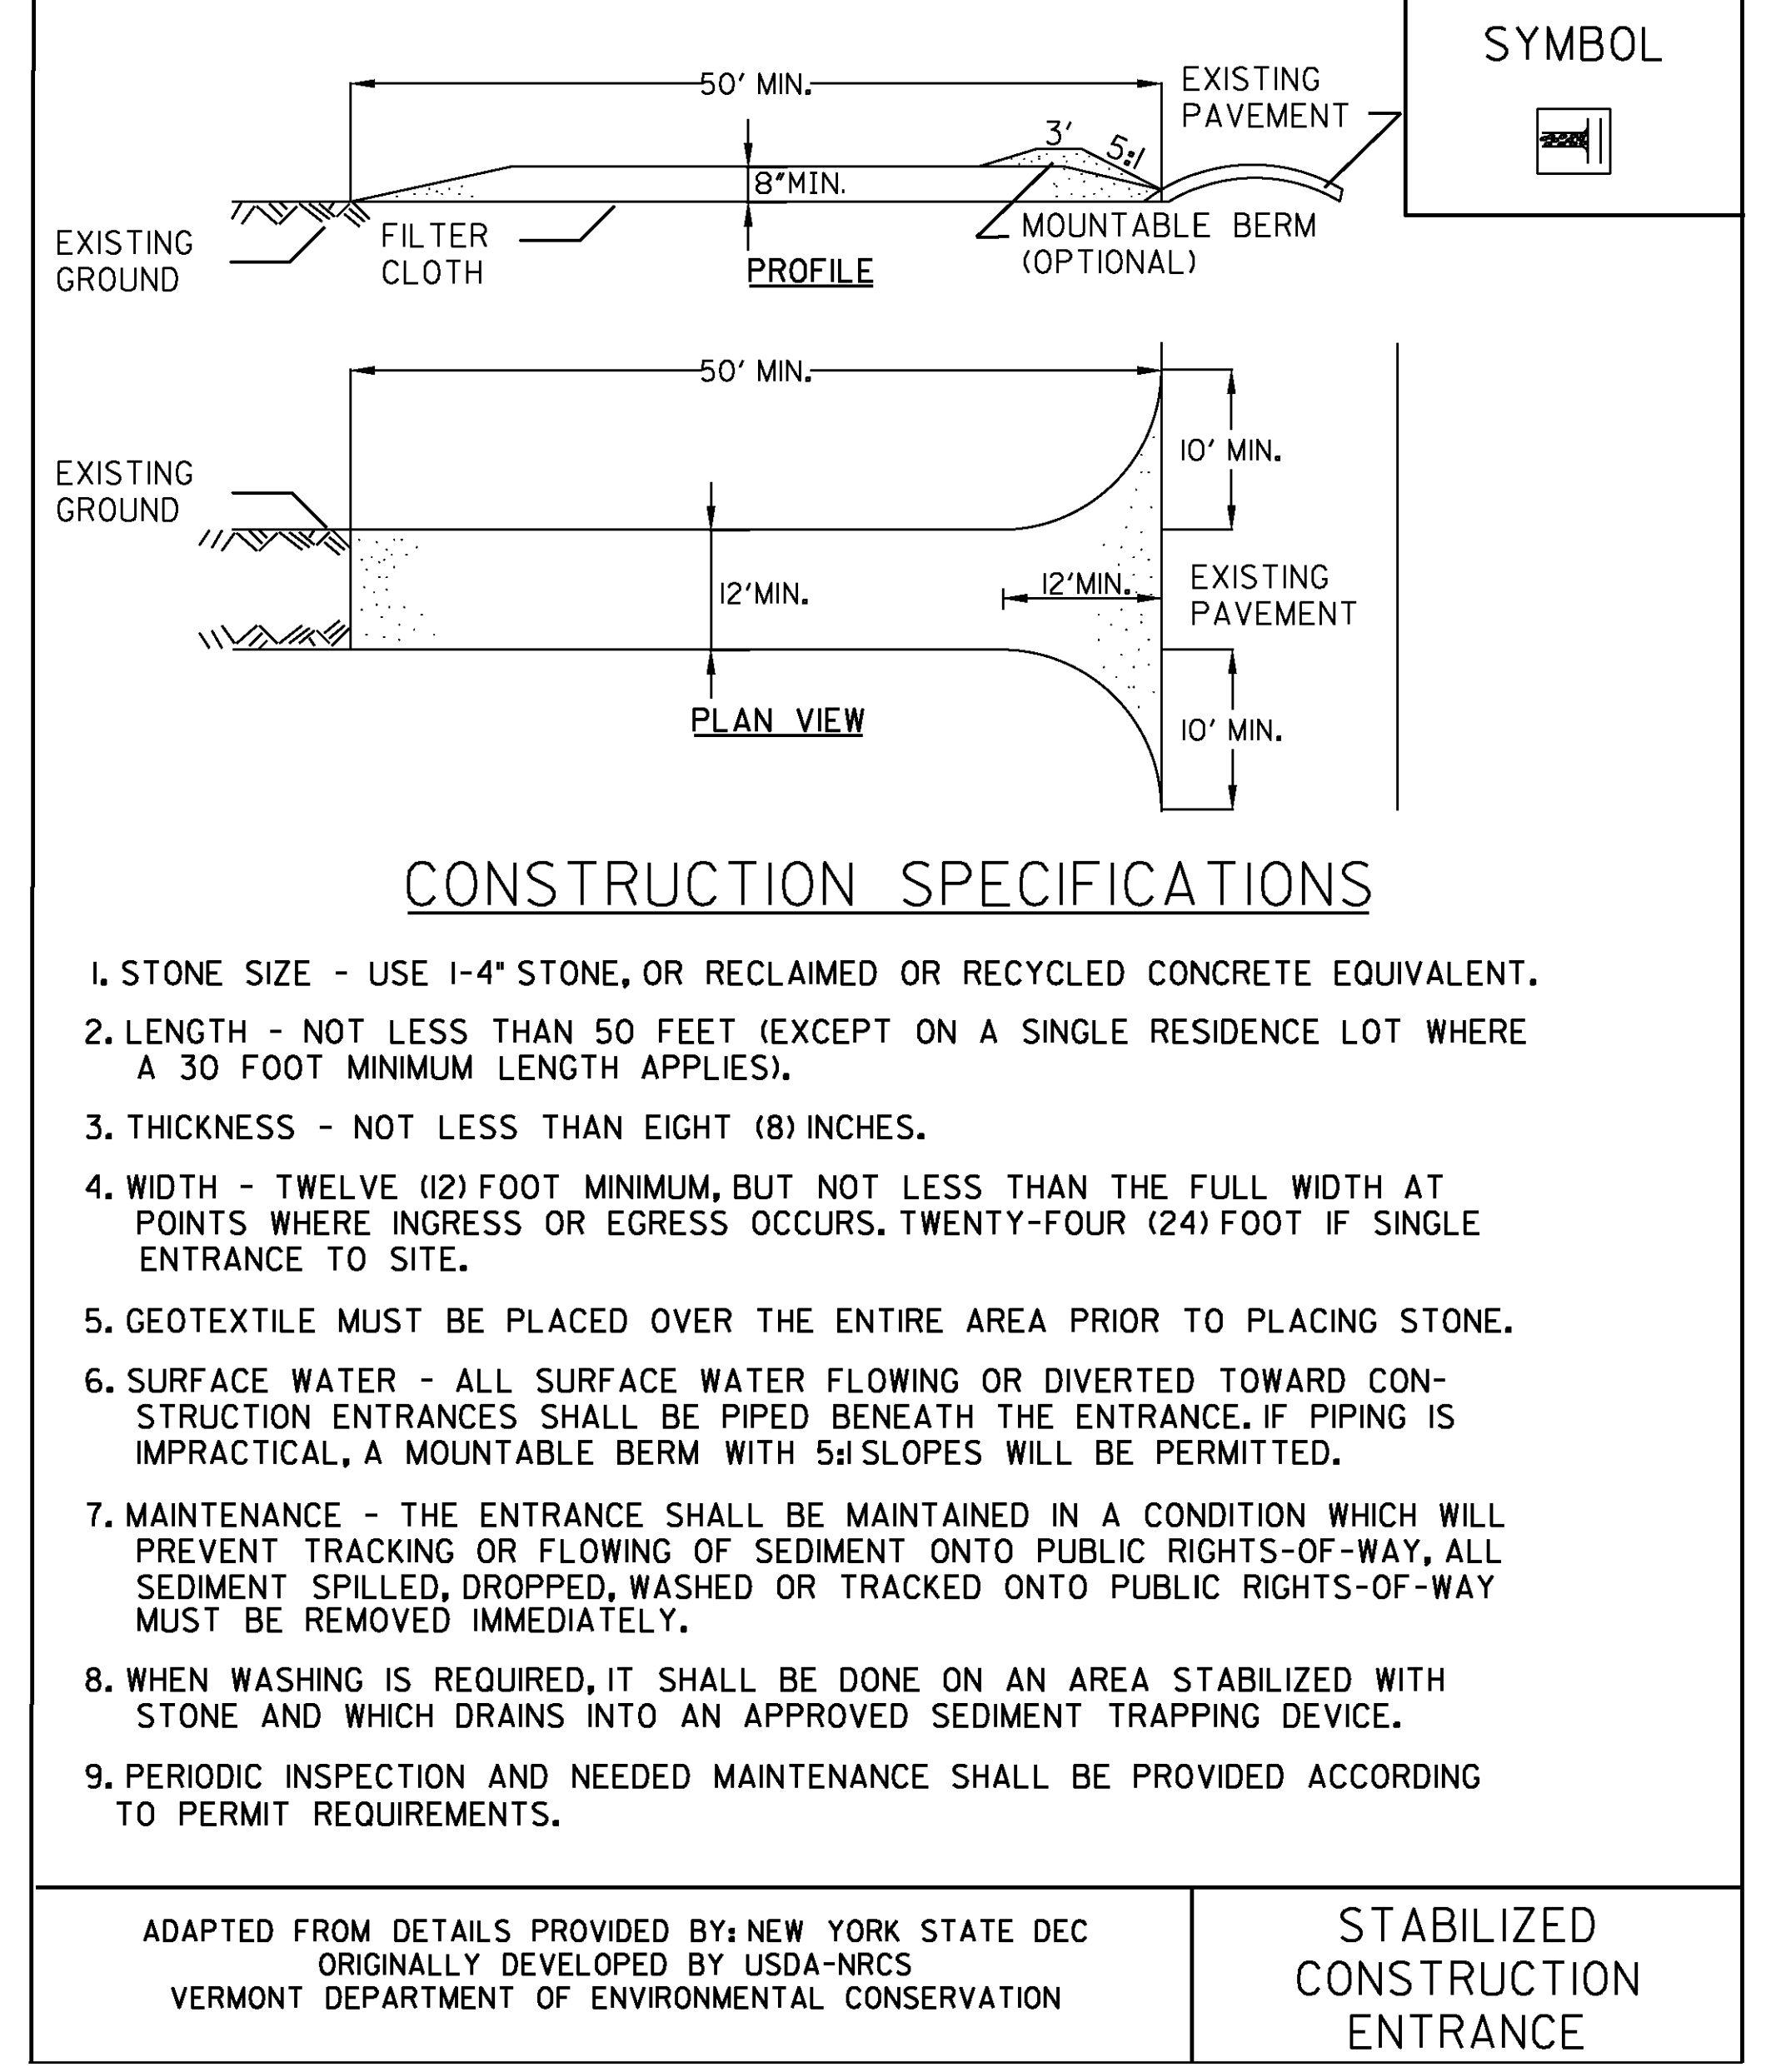 SYMBOL
50' MIN.
EXISTING
PAVEMENT
3'
5:1
8"MIN.
EXISTING
GROUND
FILTER
CLOTH
PROFILE
MOUNTABLE BERM
(OPTIONAL)
50' MIN.
10' MIN.
EXISTING
GROUND
12'MIN.
12'MIN.
EXISTING
PAVEMENT
10' MIN.
PLAN VIEW
CONSTRUCTION SPECIFICATIONS
1. STONE SIZE - USE 1-4" STONE, OR RECLAIMED OR RECYCLED CONCRETE EQUIVALENT.
2. LENGTH - NOT LESS THAN 50 FEET (EXCEPT ON A SINGLE RESIDENCE LOT WHERE
A 30 FOOT MINIMUM LENGTH APPLIES).
3. THICKNESS - NOT LESS THAN EIGHT (8) INCHES.
4. WIDTH - TWELVE (12) FOOT MINIMUM, BUT NOT LESS THAN THE FULL WIDTH AT
POINTS WHERE INGRESS OR EGRESS OCCURS. TWENTY-FOUR (24) FOOT IF SINGLE
ENTRANCE TO SITE.
5. GEOTEXTILE MUST BE PLACED OVER THE ENTIRE AREA PRIOR TO PLACING STONE.
6. SURFACE WATER - ALL SURFACE WATER FLOWING OR DIVERTED TOWARD CON-
STRUCTION ENTRANCES SHALL BE PIPED BENEATH THE ENTRANCE. IF PIPING IS
IMPRACTICAL, A MOUNTABLE BERM WITH 5:1 SLOPES WILL BE PERMITTED.
7. MAINTENANCE - THE ENTRANCE SHALL BE MAINTAINED IN A CONDITION WHICH WILL
PREVENT TRACKING OR FLOWING OF SEDIMENT ONTO PUBLIC RIGHTS-OF-WAY, ALL
SEDIMENT SPILLED, DROPPED, WASHED OR TRACKED ONTO PUBLIC RIGHTS-OF-WAY
MUST BE REMOVED IMMEDIATELY.
8. WHEN WASHING IS REQUIRED, IT SHALL BE DONE ON AN AREA STABILIZED WITH
STONE AND WHICH DRAINS INTO AN APPROVED SEDIMENT TRAPPING DEVICE.
9. PERIODIC INSPECTION AND NEEDED MAINTENANCE SHALL BE PROVIDED ACCORDING
TO PERMIT REQUIREMENTS.
ADAPTED FROM DETAILS PROVIDED BY: NEW YORK STATE DEC
ORIGINALLY DEVELOPED BY USDA-NRCS
VERMONT DEPARTMENT OF ENVIRONMENTAL CONSERVATION
STABILIZED
CONSTRUCTION
ENTRANCE